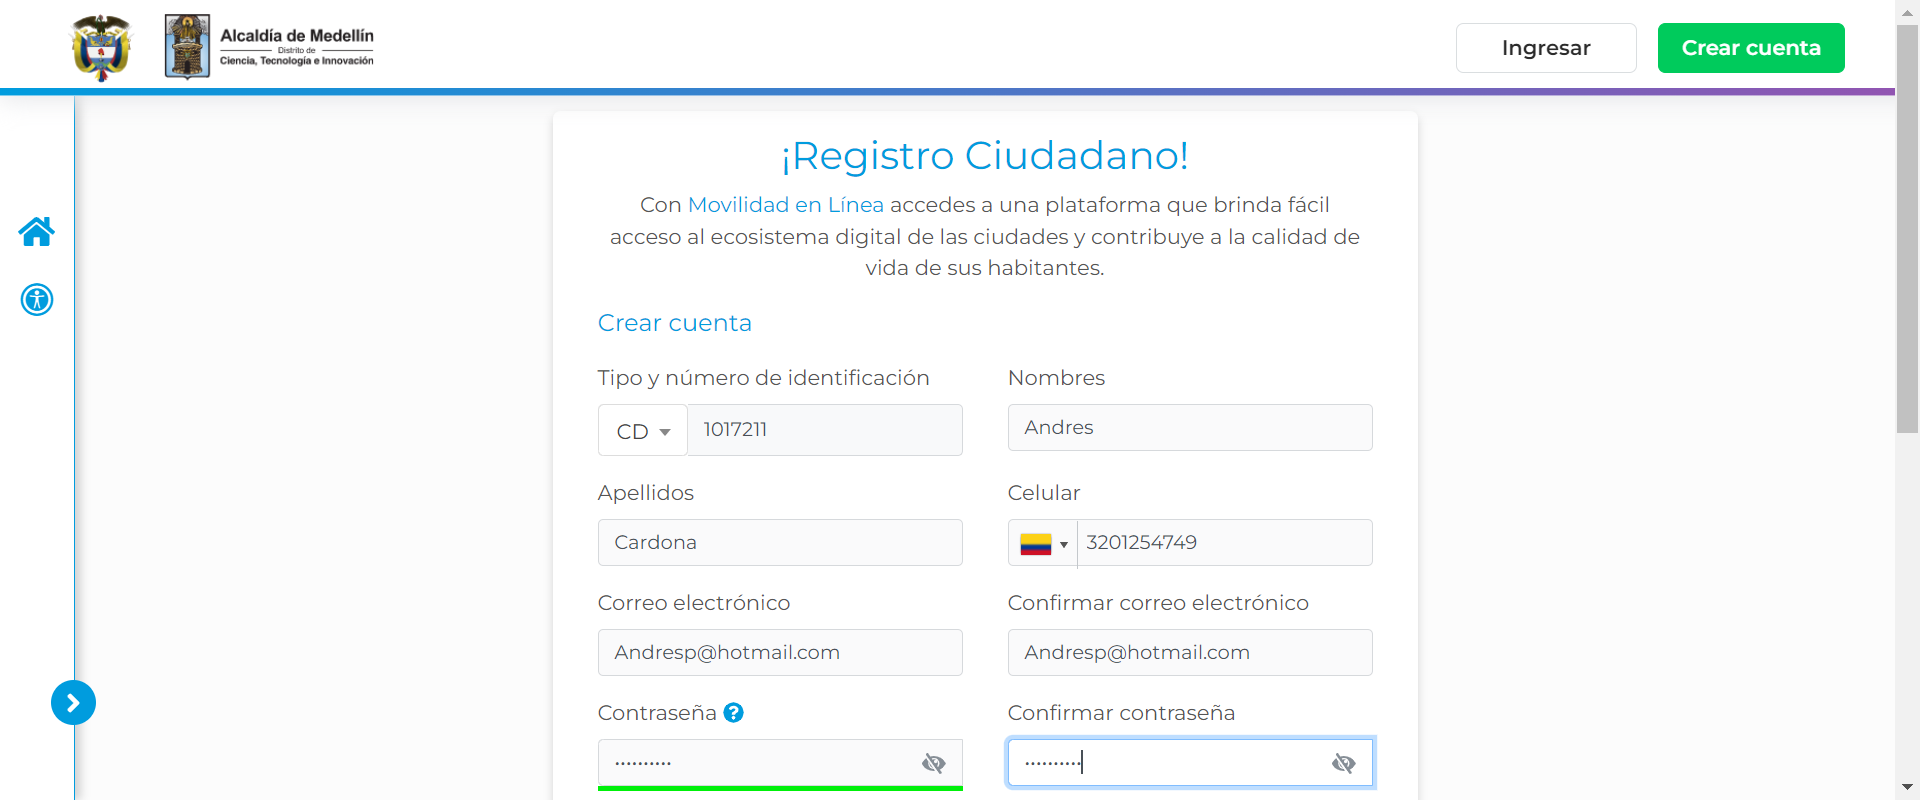 Alcaldía de Medellín
Distrito de
Ciencia, Tecnología e Innovación
Ingresar
Crear cuenta
¡Registro Ciudadano!
Con Movilidad en Línea accedes a una plataforma que brinda fácil
acceso al ecosistema digital de las ciudades y contribuye a la calidad de
vida de sus habitantes.
Crear cuenta
Tipo y número de identificación
CD
1017211
Nombres
Andres
Apellidos
Cardona
Celular
3201254749
Correo electrónico
Andresp@hotmail.com
Confirmar correo electrónico
Andresp@hotmail.com
Contraseña ?
··········
Confirmar contraseña
··········